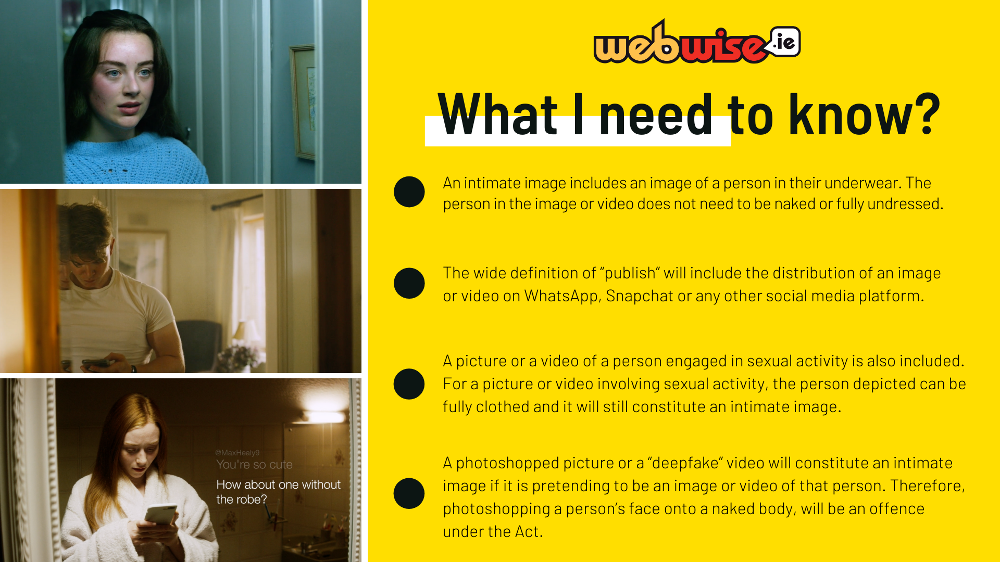 webwise.ie
What I need to know?
An intimate image includes an image of a person in their underwear. The
person in the image or video does not need to be naked or fully undressed.
The wide definition of “publish” will include the distribution of an image
or video on WhatsApp, Snapchat or any other social media platform.
A picture or a video of a person engaged in sexual activity is also included.
For a picture or video involving sexual activity, the person depicted can be
fully clothed and it will still constitute an intimate image.
A photoshopped picture or a “deepfake” video will constitute an intimate
image if it is pretending to be an image or video of that person. Therefore,
photoshopping a person’s face onto a naked body, will be an offence
under the Act.
@MaxHealy9
You're so cute
How about one without
the robe?